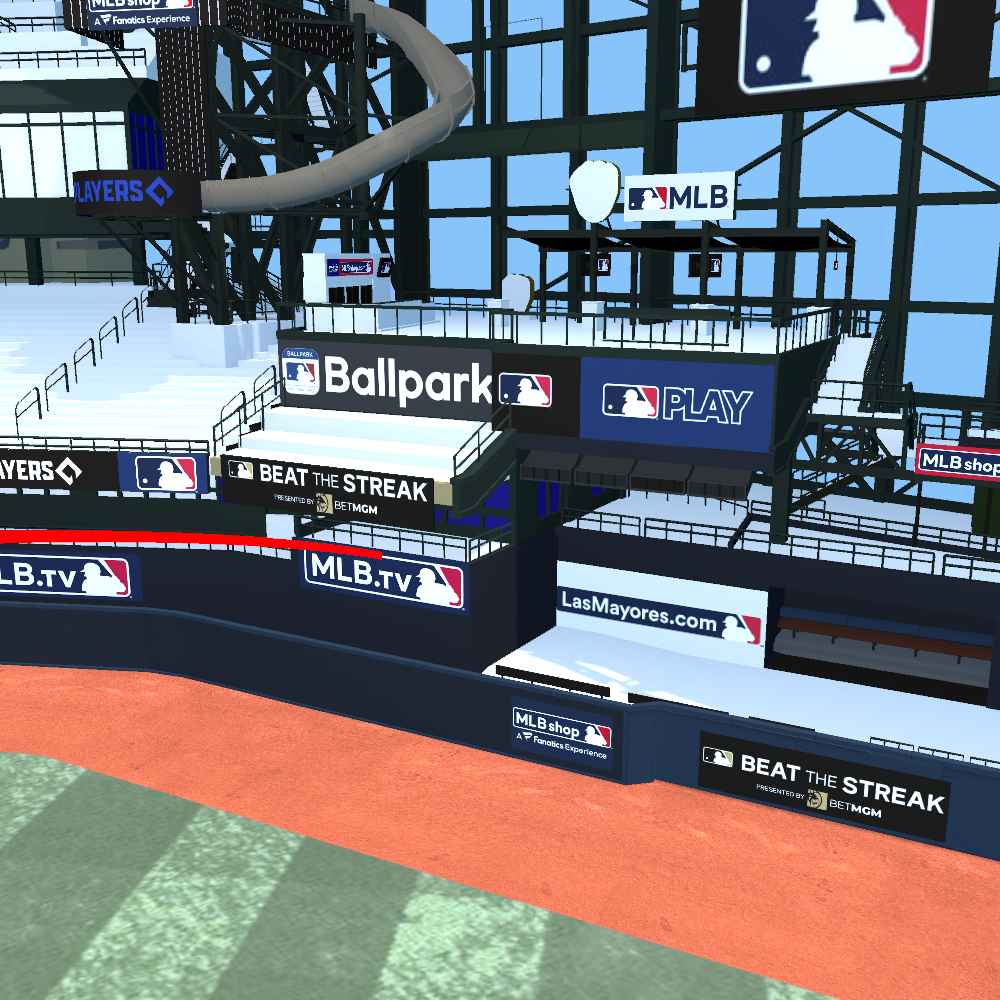 MLB shop
A Fanatics Experience
PLAYERS
MLB
Ballpark
BALLPARK
PLAY
MLB shop
PLAYERS
BEAT THE STREAK
PRESENTED BY BETMGM
MLB.TV
MLB.TV
LasMayores.com
MLB shop
A Fanatics Experience
BEAT THE STREAK
PRESENTED BY BETMGM